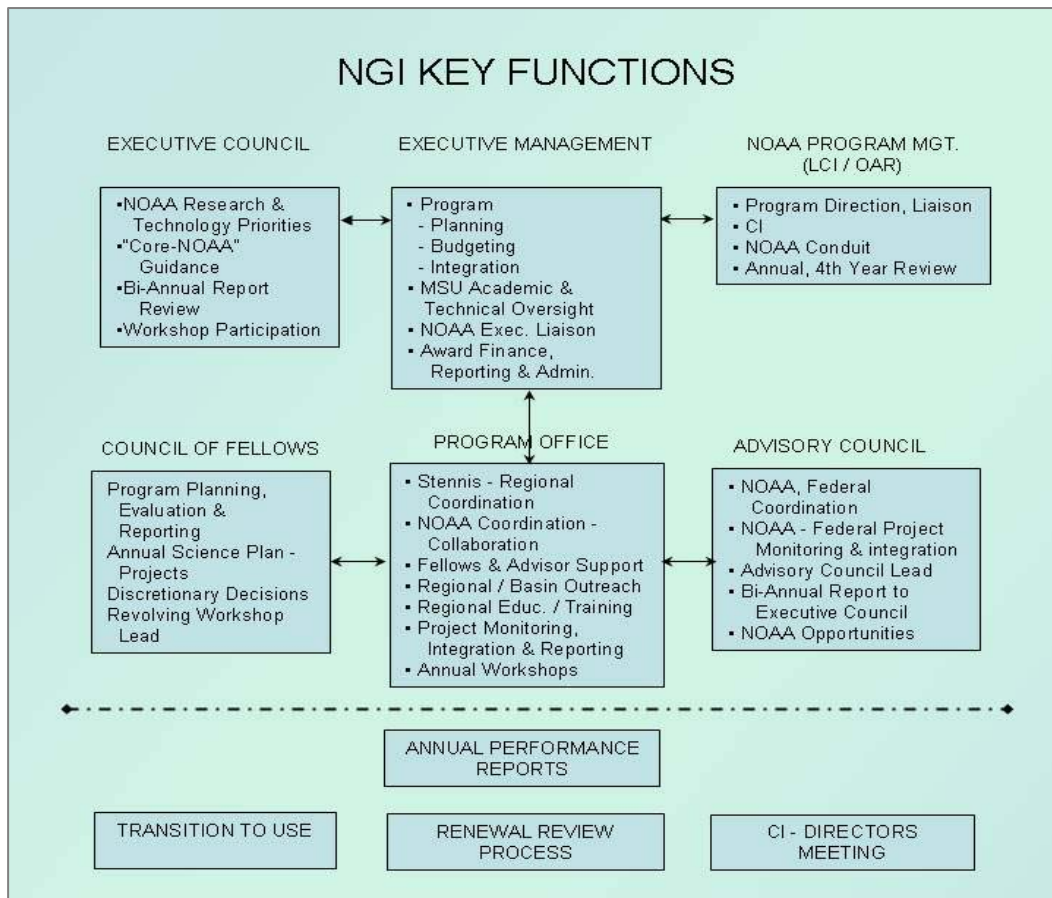 NGI KEY FUNCTIONS
EXECUTIVE COUNCIL
•NOAA Research &
Technology Priorities
•"Core-NOAA"
Guidance
•Bi-Annual Report
Review
•Workshop Participation
EXECUTIVE MANAGEMENT
▪ Program
- Planning
- Budgeting
- Integration
▪ MSU Academic &
Technical Oversight
▪ NOAA Exec. Liaison
▪ Award Finance,
Reporting & Admin.
NOAA PROGRAM MGT.
(LCI / OAR)
▪ Program Direction, Liaison
▪ CI
▪ NOAA Conduit
▪ Annual, 4th Year Review
COUNCIL OF FELLOWS
Program Planning,
Evaluation &
Reporting
Annual Science Plan -
Projects
Discretionary Decisions
Revolving Workshop
Lead
PROGRAM OFFICE
▪ Stennis - Regional
Coordination
▪ NOAA Coordination -
Collaboration
▪ Fellows & Advisor Support
▪ Regional / Basin Outreach
▪ Regional Educ. / Training
▪ Project Monitoring,
Integration & Reporting
▪ Annual Workshops
ADVISORY COUNCIL
▪ NOAA, Federal
Coordination
▪ NOAA - Federal Project
Monitoring & integration
▪ Advisory Council Lead
▪ Bi-Annual Report to
Executive Council
▪ NOAA Opportunities
ANNUAL PERFORMANCE
REPORTS
TRANSITION TO USE
RENEWAL REVIEW
PROCESS
CI - DIRECTORS
MEETING